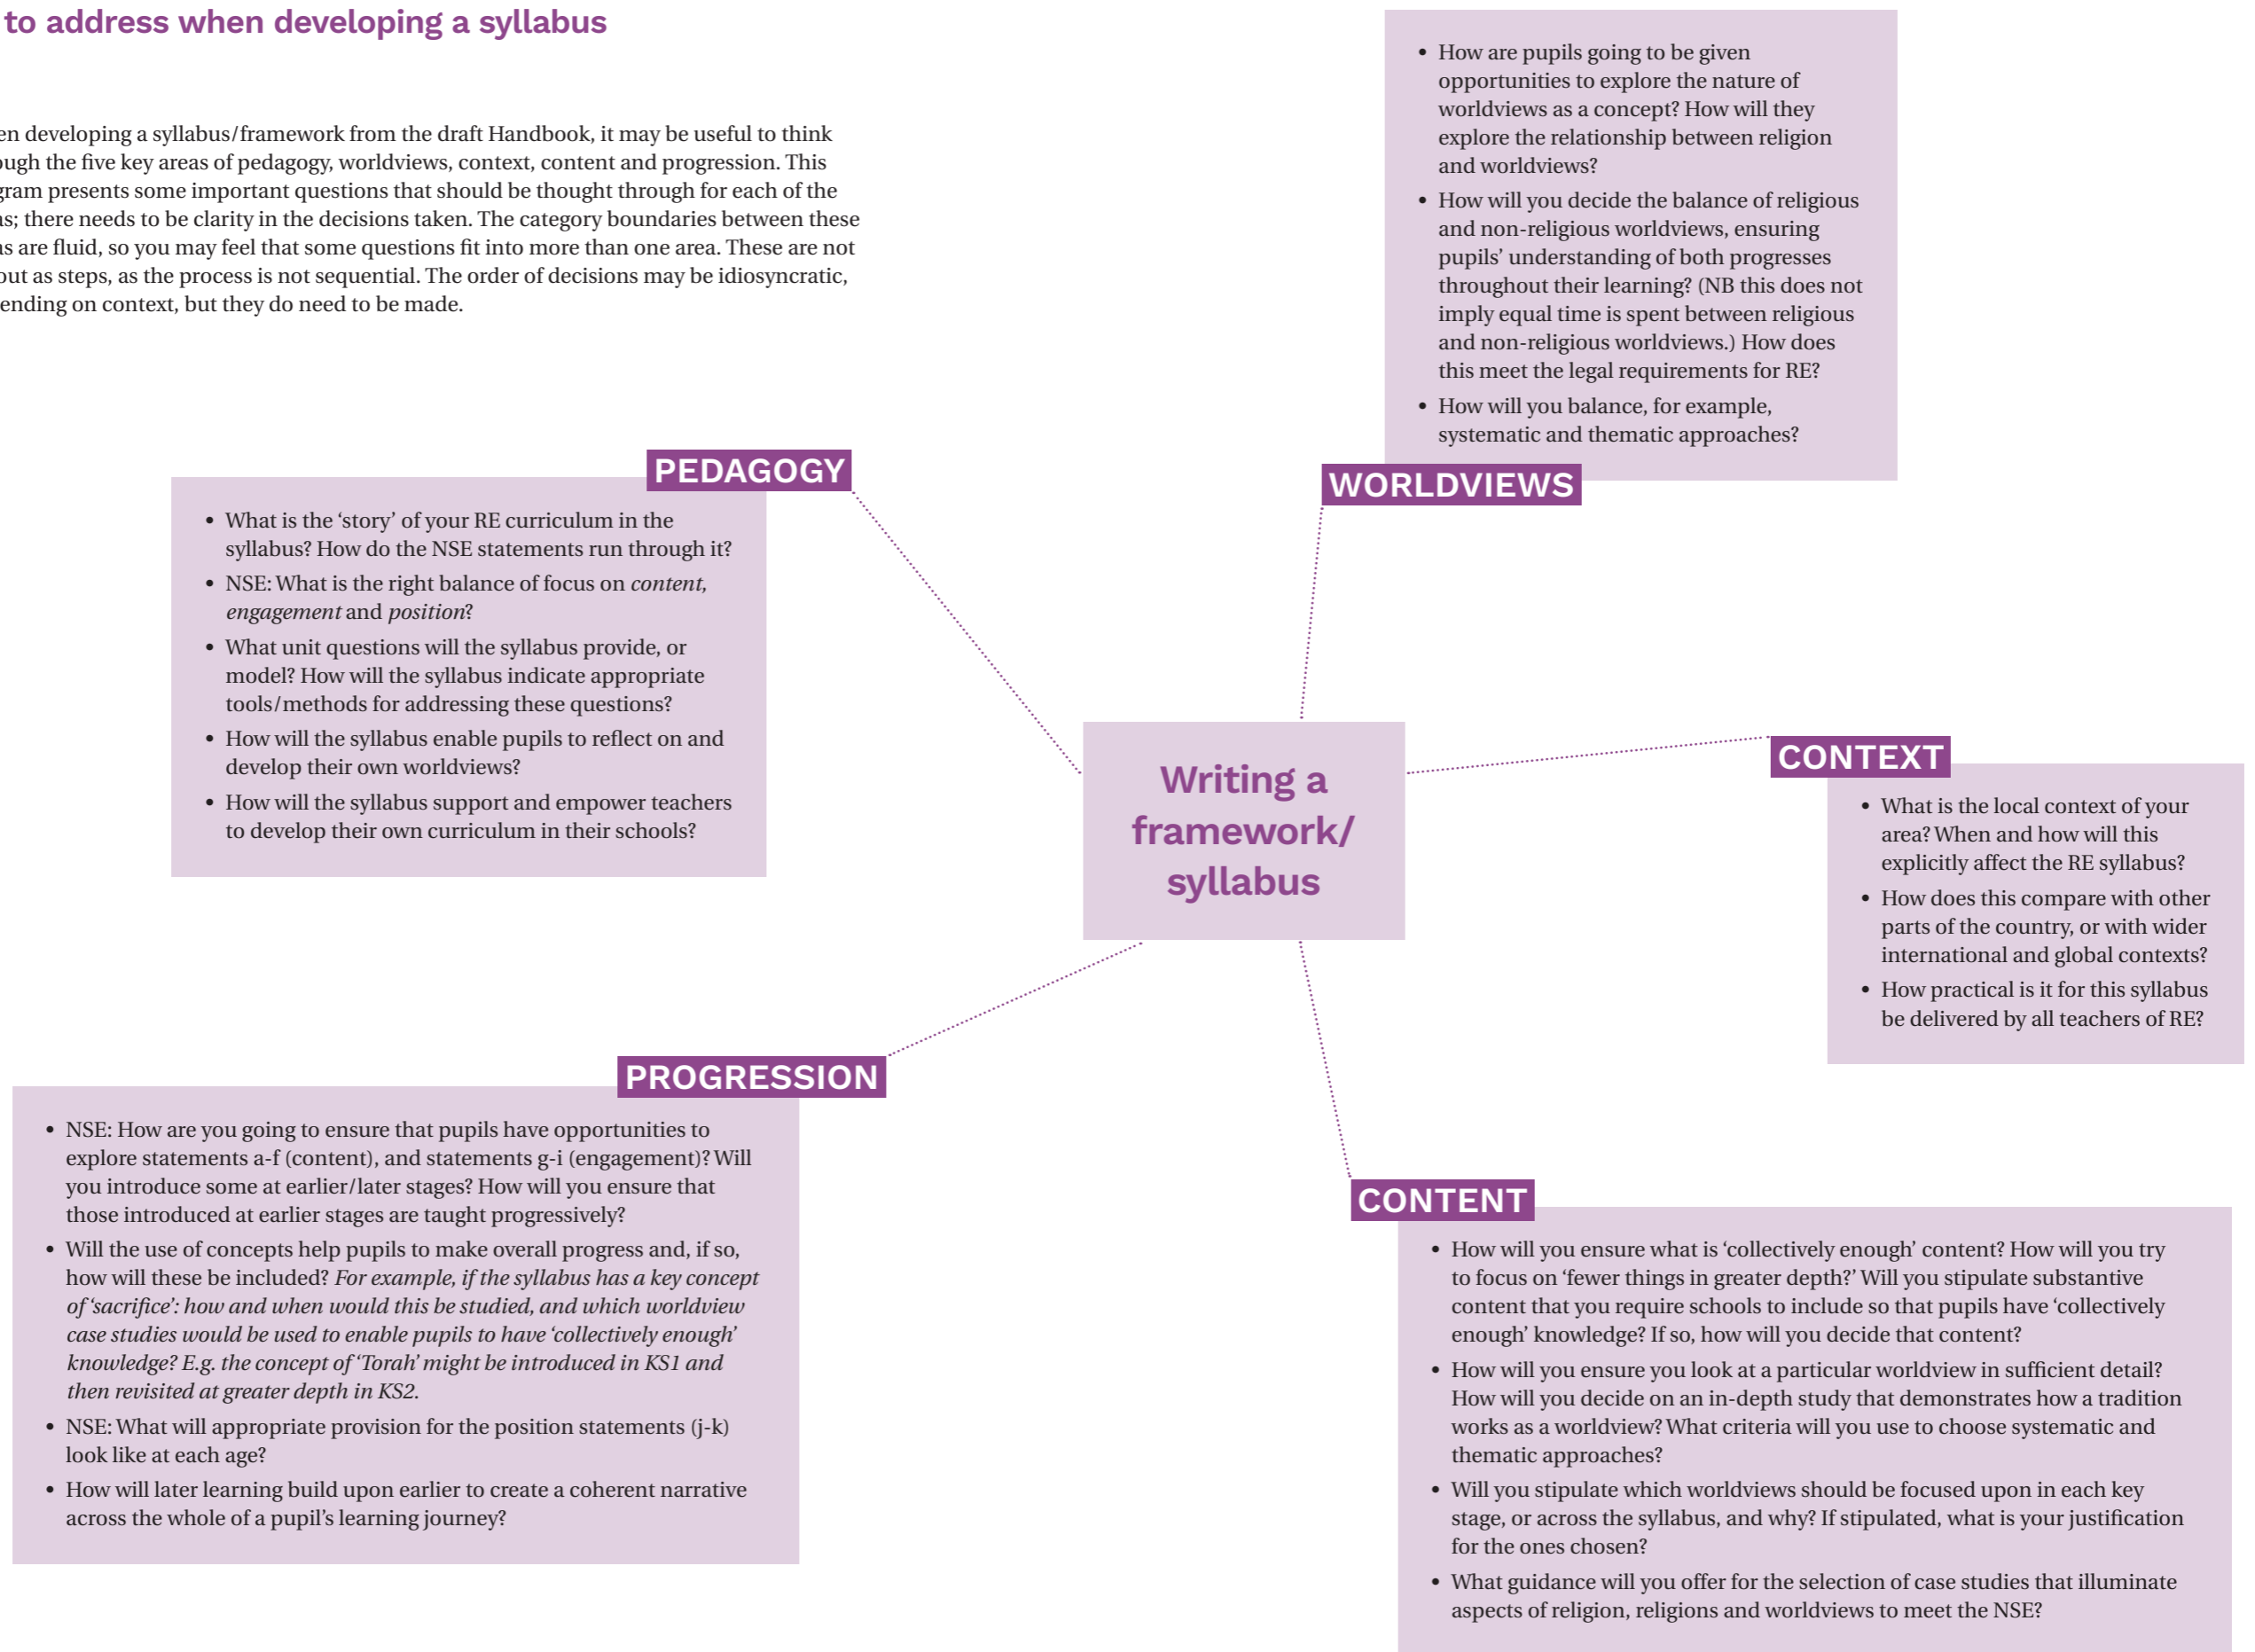 to address when developing a syllabus
en developing a syllabus/framework from the draft Handbook, it may be useful to think
ough the five key areas of pedagogy, worldviews, context, content and progression. This
gram presents some important questions that should be thought through for each of the
as; there needs to be clarity in the decisions taken. The category boundaries between these
as are fluid, so you may feel that some questions fit into more than one area. These are not
out as steps, as the process is not sequential. The order of decisions may be idiosyncratic,
ending on context, but they do need to be made.
PEDAGOGY
• What is the ‘story’ of your RE curriculum in the
syllabus? How do the NSE statements run through it?
• NSE: What is the right balance of focus on content,
engagement and position?
• What unit questions will the syllabus provide, or
model? How will the syllabus indicate appropriate
tools/methods for addressing these questions?
• How will the syllabus enable pupils to reflect on and
develop their own worldviews?
• How will the syllabus support and empower teachers
to develop their own curriculum in their schools?
• How are pupils going to be given
opportunities to explore the nature of
worldviews as a concept? How will they
explore the relationship between religion
and worldviews?
• How will you decide the balance of religious
and non-religious worldviews, ensuring
pupils’ understanding of both progresses
throughout their learning? (NB this does not
imply equal time is spent between religious
and non-religious worldviews.) How does
this meet the legal requirements for RE?
• How will you balance, for example,
systematic and thematic approaches?
WORLDVIEWS
Writing a
framework/
syllabus
CONTEXT
• What is the local context of your
area? When and how will this
explicitly affect the RE syllabus?
• How does this compare with other
parts of the country, or with wider
international and global contexts?
• How practical is it for this syllabus
be delivered by all teachers of RE?
PROGRESSION
• NSE: How are you going to ensure that pupils have opportunities to
explore statements a-f (content), and statements g-i (engagement)? Will
you introduce some at earlier/later stages? How will you ensure that
those introduced at earlier stages are taught progressively?
• Will the use of concepts help pupils to make overall progress and, if so,
how will these be included? For example, if the syllabus has a key concept
of ‘sacrifice’: how and when would this be studied, and which worldview
case studies would be used to enable pupils to have ‘collectively enough’
knowledge? E.g. the concept of ‘Torah’ might be introduced in KS1 and
then revisited at greater depth in KS2.
• NSE: What will appropriate provision for the position statements (j-k)
look like at each age?
• How will later learning build upon earlier to create a coherent narrative
across the whole of a pupil’s learning journey?
CONTENT
• How will you ensure what is ‘collectively enough’ content? How will you try
to focus on ‘fewer things in greater depth?’ Will you stipulate substantive
content that you require schools to include so that pupils have ‘collectively
enough’ knowledge? If so, how will you decide that content?
• How will you ensure you look at a particular worldview in sufficient detail?
How will you decide on an in-depth study that demonstrates how a tradition
works as a worldview? What criteria will you use to choose systematic and
thematic approaches?
• Will you stipulate which worldviews should be focused upon in each key
stage, or across the syllabus, and why? If stipulated, what is your justification
for the ones chosen?
• What guidance will you offer for the selection of case studies that illuminate
aspects of religion, religions and worldviews to meet the NSE?